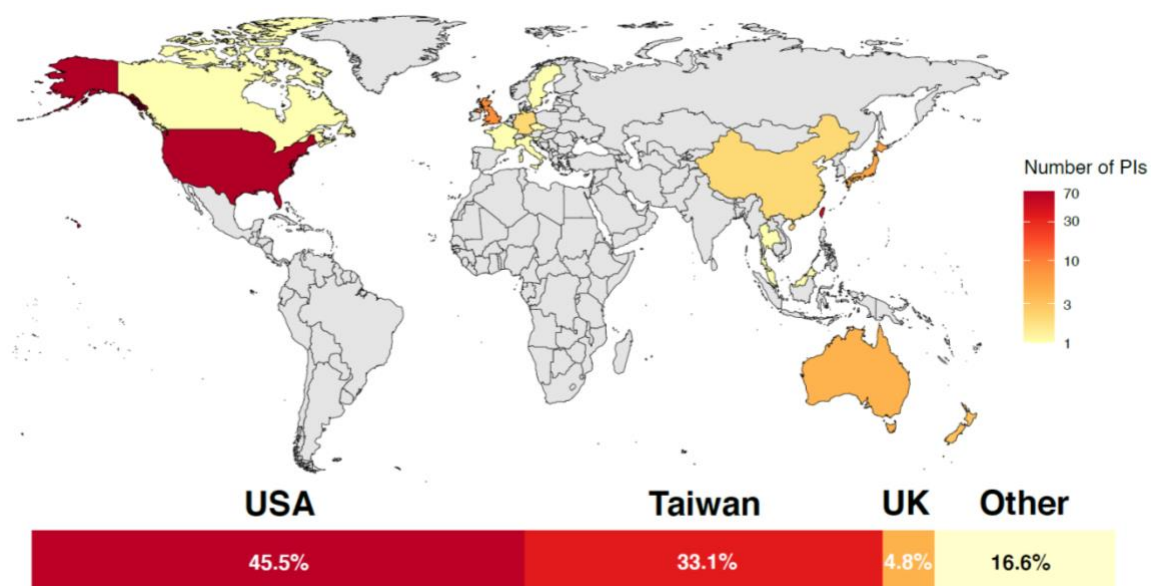 Number of PIs
70
30
10
3
1
USA Taiwan UK Other
45.5% 33.1% 4.8% 16.6%